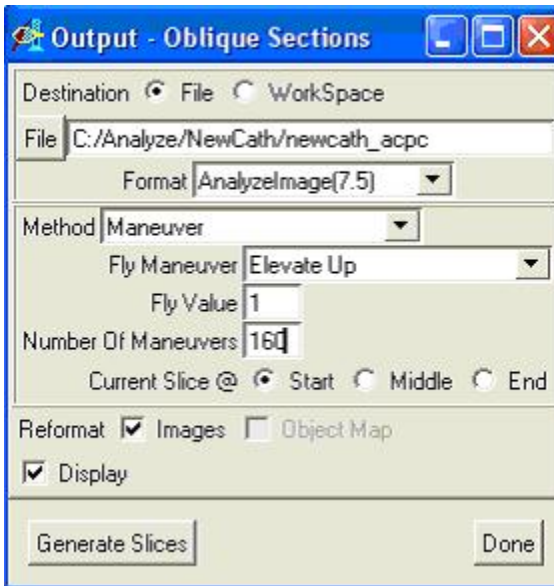 Output - Oblique Sections
Destination File WorkSpace
File C:/Analyze/NewCath/newcath_acpc
Format AnalyzeImage(7.5)
Method Maneuver
Fly Maneuver Elevate Up
Fly Value 1
Number Of Maneuvers 160
Current Slice @ Start Middle End
Reformat Images Object Map
Display
Generate Slices Done